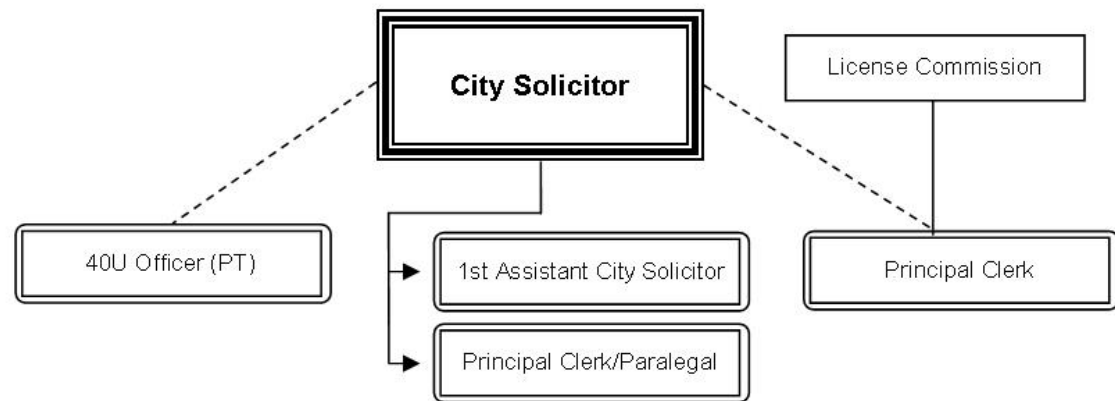 City Solicitor
License Commission
40U Officer (PT)
1st Assistant City Solicitor
Principal Clerk
Principal Clerk/Paralegal